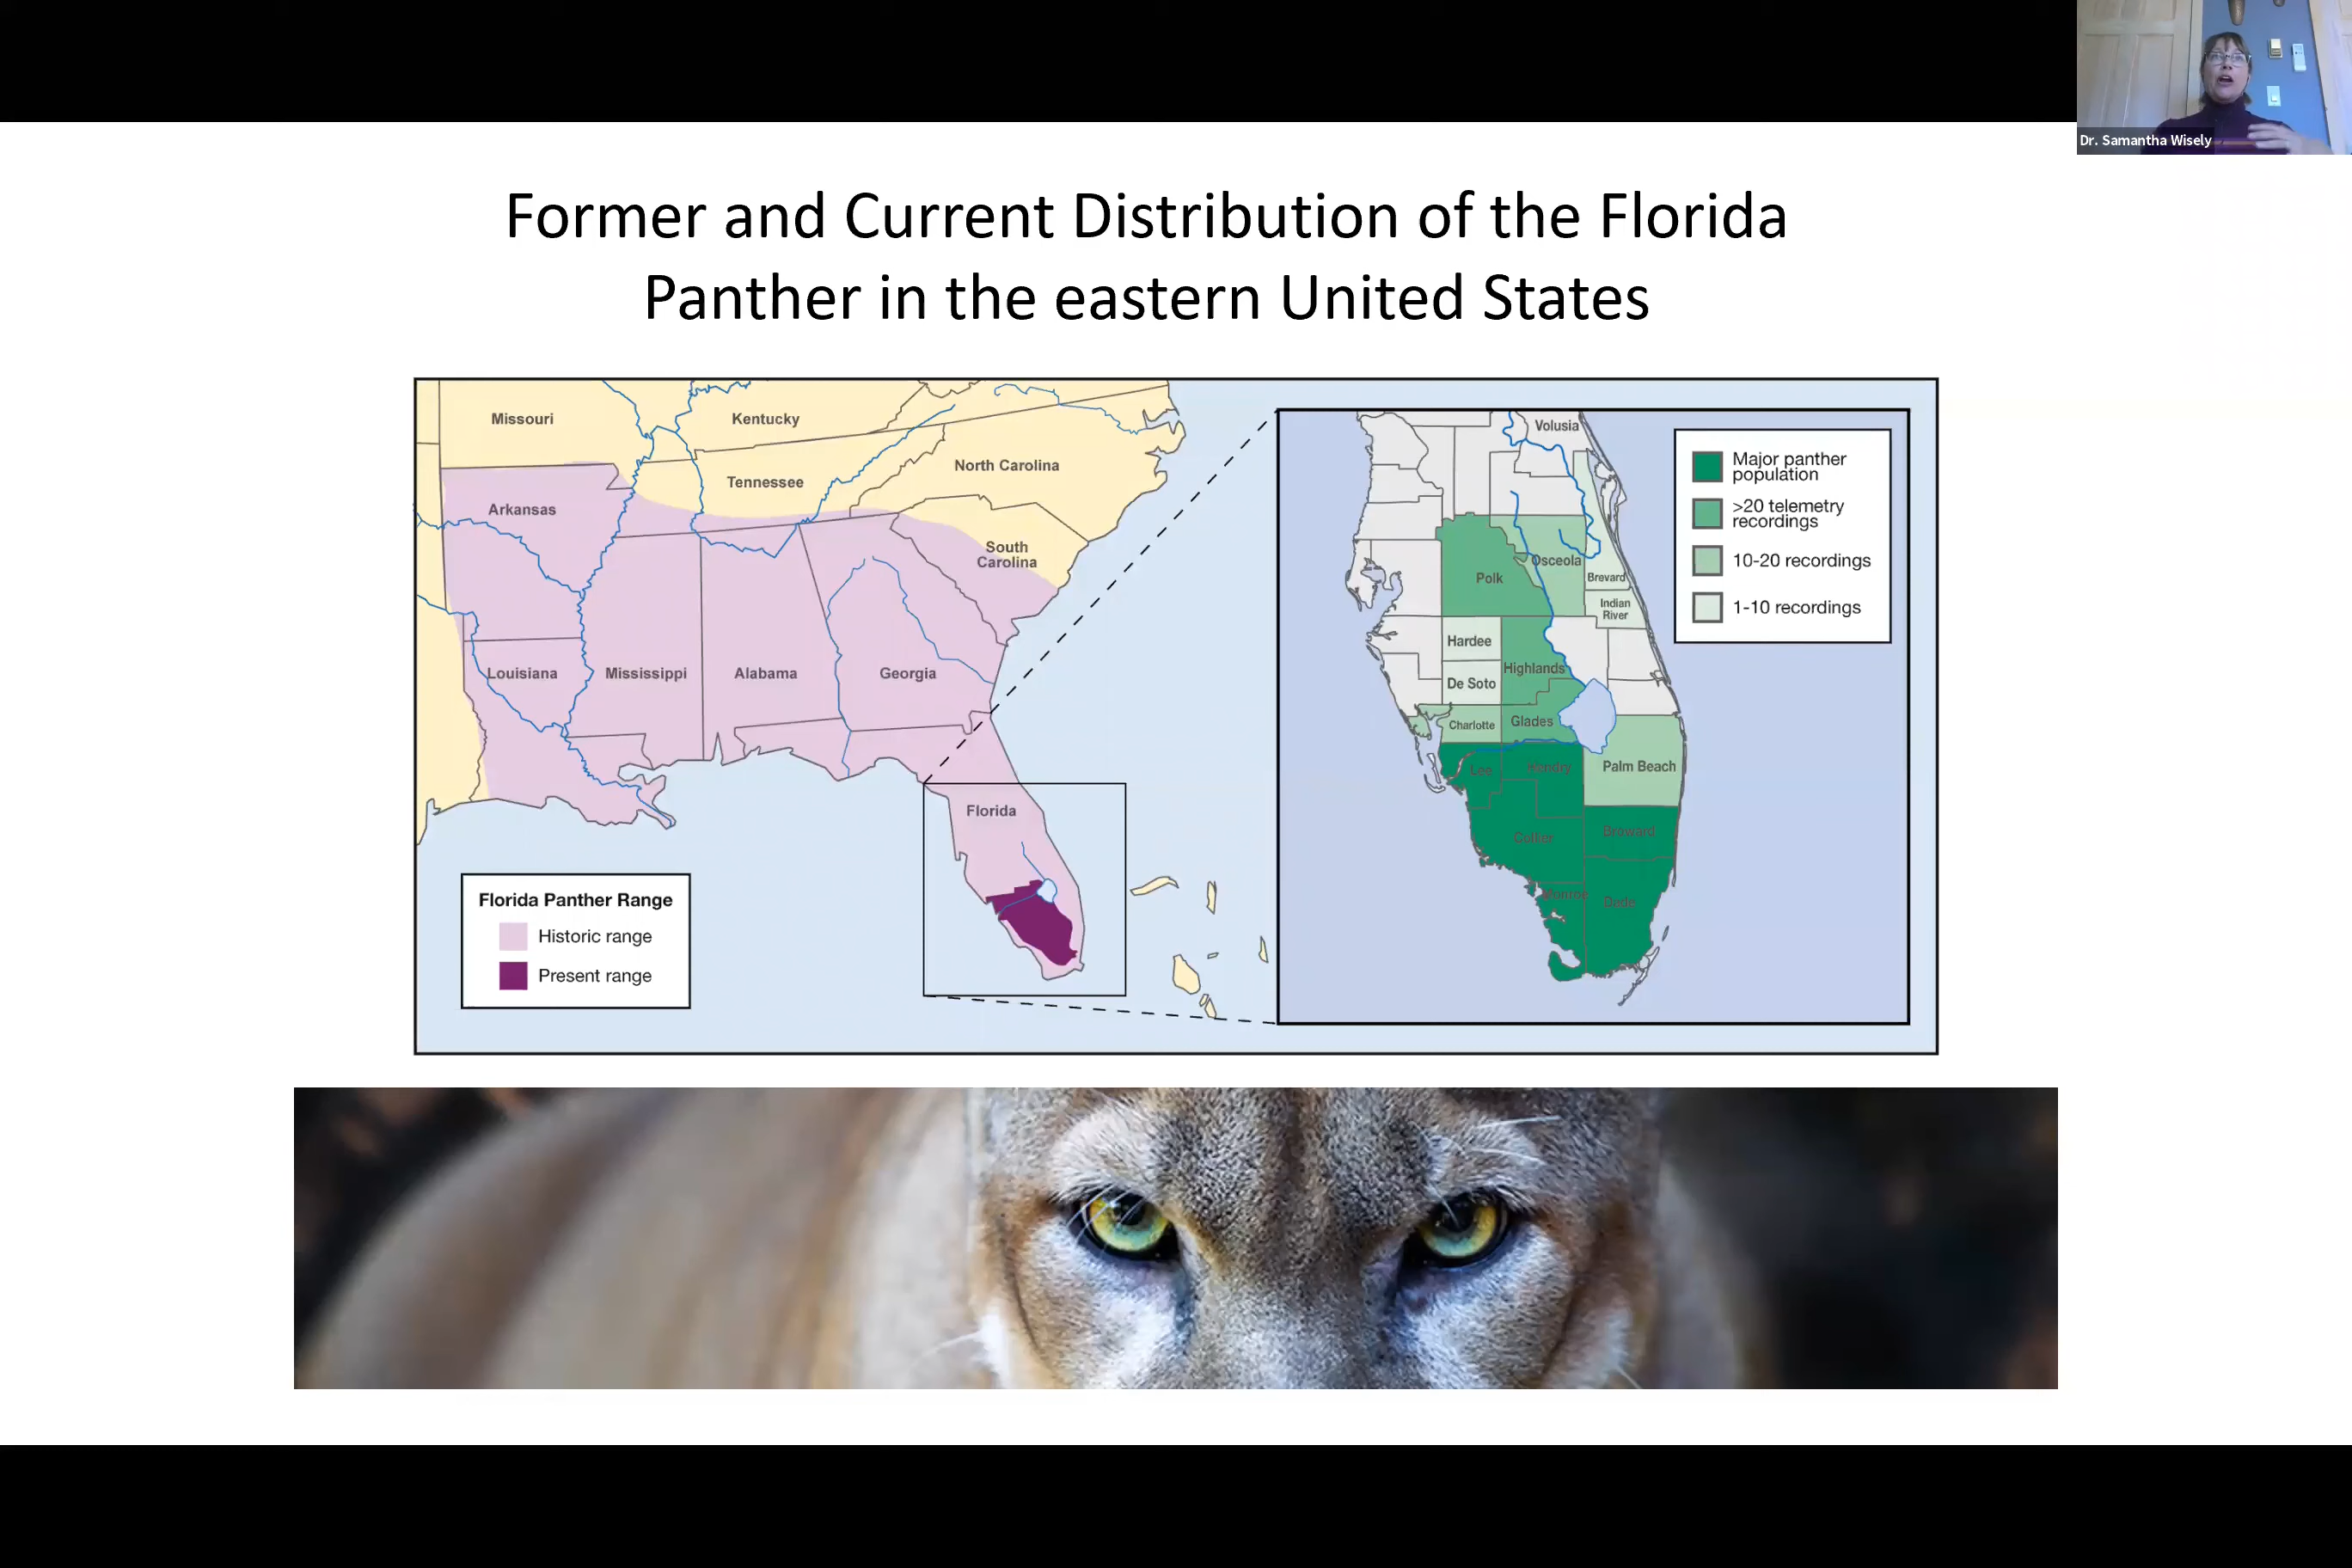 Dr. Samantha Wisely
Former and Current Distribution of the Florida
Panther in the eastern United States
Missouri
Kentucky
Tennessee
North Carolina
Arkansas
South
Carolina
Louisiana
Mississippi
Alabama
Georgia
Florida
Florida Panther Range
Historic range
Present range
Volusia
Osceola
Polk
Brevard
Indian
River
Hardee
Highlands
De Soto
Charlotte
Glades
Lee
Hendry
Palm Beach
Collier
Broward
Monroe
Dade
Major panther
population
>20 telemetry
recordings
10-20 recordings
1-10 recordings